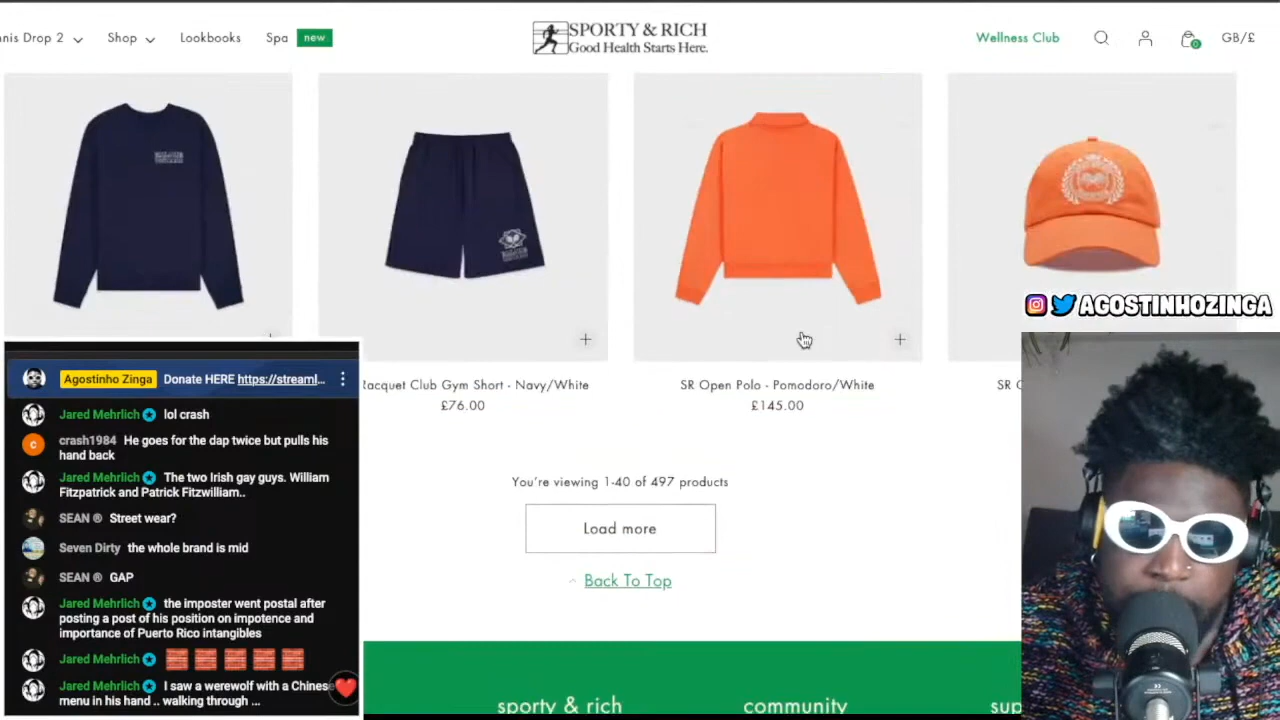 nnis Drop 2
Shop
Lookbooks
Spa
new
SPORTY & RICH
Good Health Starts Here.
Wellness Club
0
GB/£
Racquet Club Gym Short - Navy/White
£76.00
SR Open Polo - Pomodoro/White
£145.00
SR
AGOSTINHOZINGA
Agostinho Zinga Donate HERE https://streaml...
Jared Mehrlich lol crash
crash1984 He goes for the dap twice but pulls his
hand back
Jared Mehrlich The two Irish gay guys. William
Fitzpatrick and Patrick Fitzwilliam..
SEAN ® Street wear?
Seven Dirty the whole brand is mid
SEAN ® GAP
Jared Mehrlich the imposter went postal after
posting a post of his position on impotence and
importance of Puerto Rico intangibles
Jared Mehrlich
Jared Mehrlich I saw a werewolf with a Chinese
menu in his hand .. walking through ...
You're viewing 1-40 of 497 products
Load more
Back To Top
sporty & rich
community